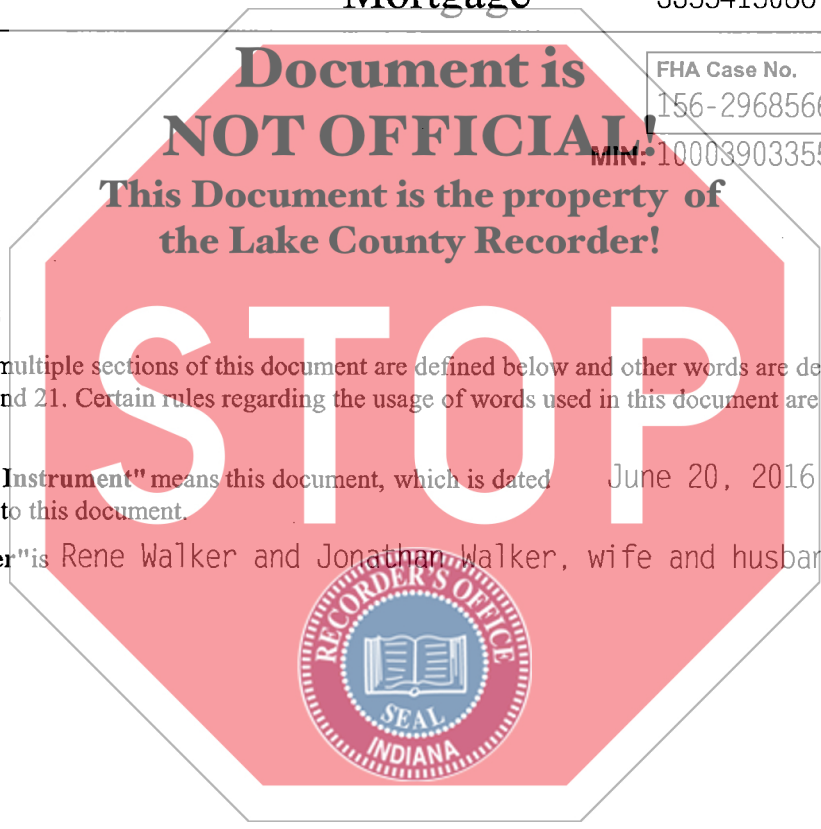 Mortgage
Document is
NOT OFFICIAL!
This Document is the property of
the Lake County Recorder!
FHA Case No.
156-2968566
MIN: 1000390335
STOP
multiple sections of this document are defined below and other words are de
nd 21. Certain rules regarding the usage of words used in this document are
Instrument" means this document, which is dated June 20, 2016
to this document.
er" is Rene Walker and Jonathan Walker, wife and husban
RECORDER'S OFFICE
SEAL
INDIANA